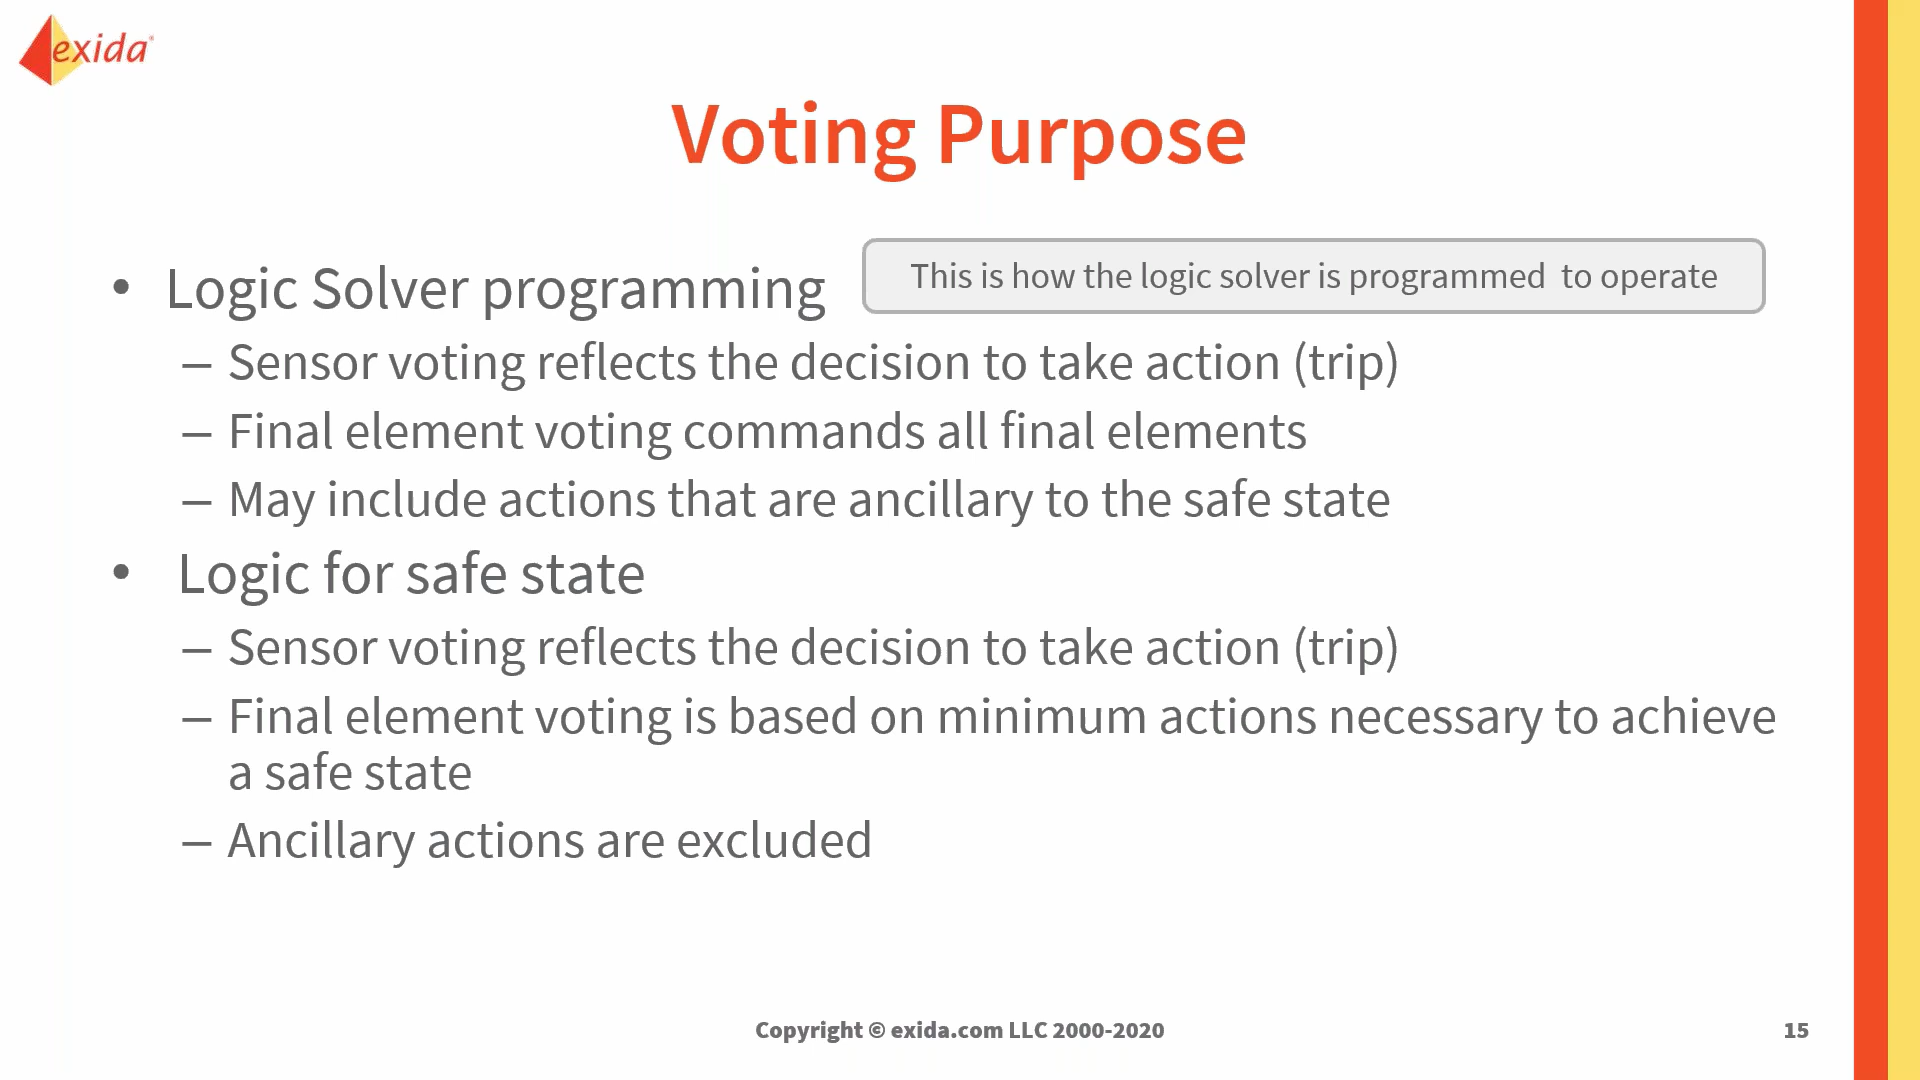 exida
Voting Purpose
• Logic Solver programming
This is how the logic solver is programmed to operate
– Sensor voting reflects the decision to take action (trip)
– Final element voting commands all final elements
– May include actions that are ancillary to the safe state
• Logic for safe state
– Sensor voting reflects the decision to take action (trip)
– Final element voting is based on minimum actions necessary to achieve
a safe state
– Ancillary actions are excluded
Copyright © exida.com LLC 2000-2020
15